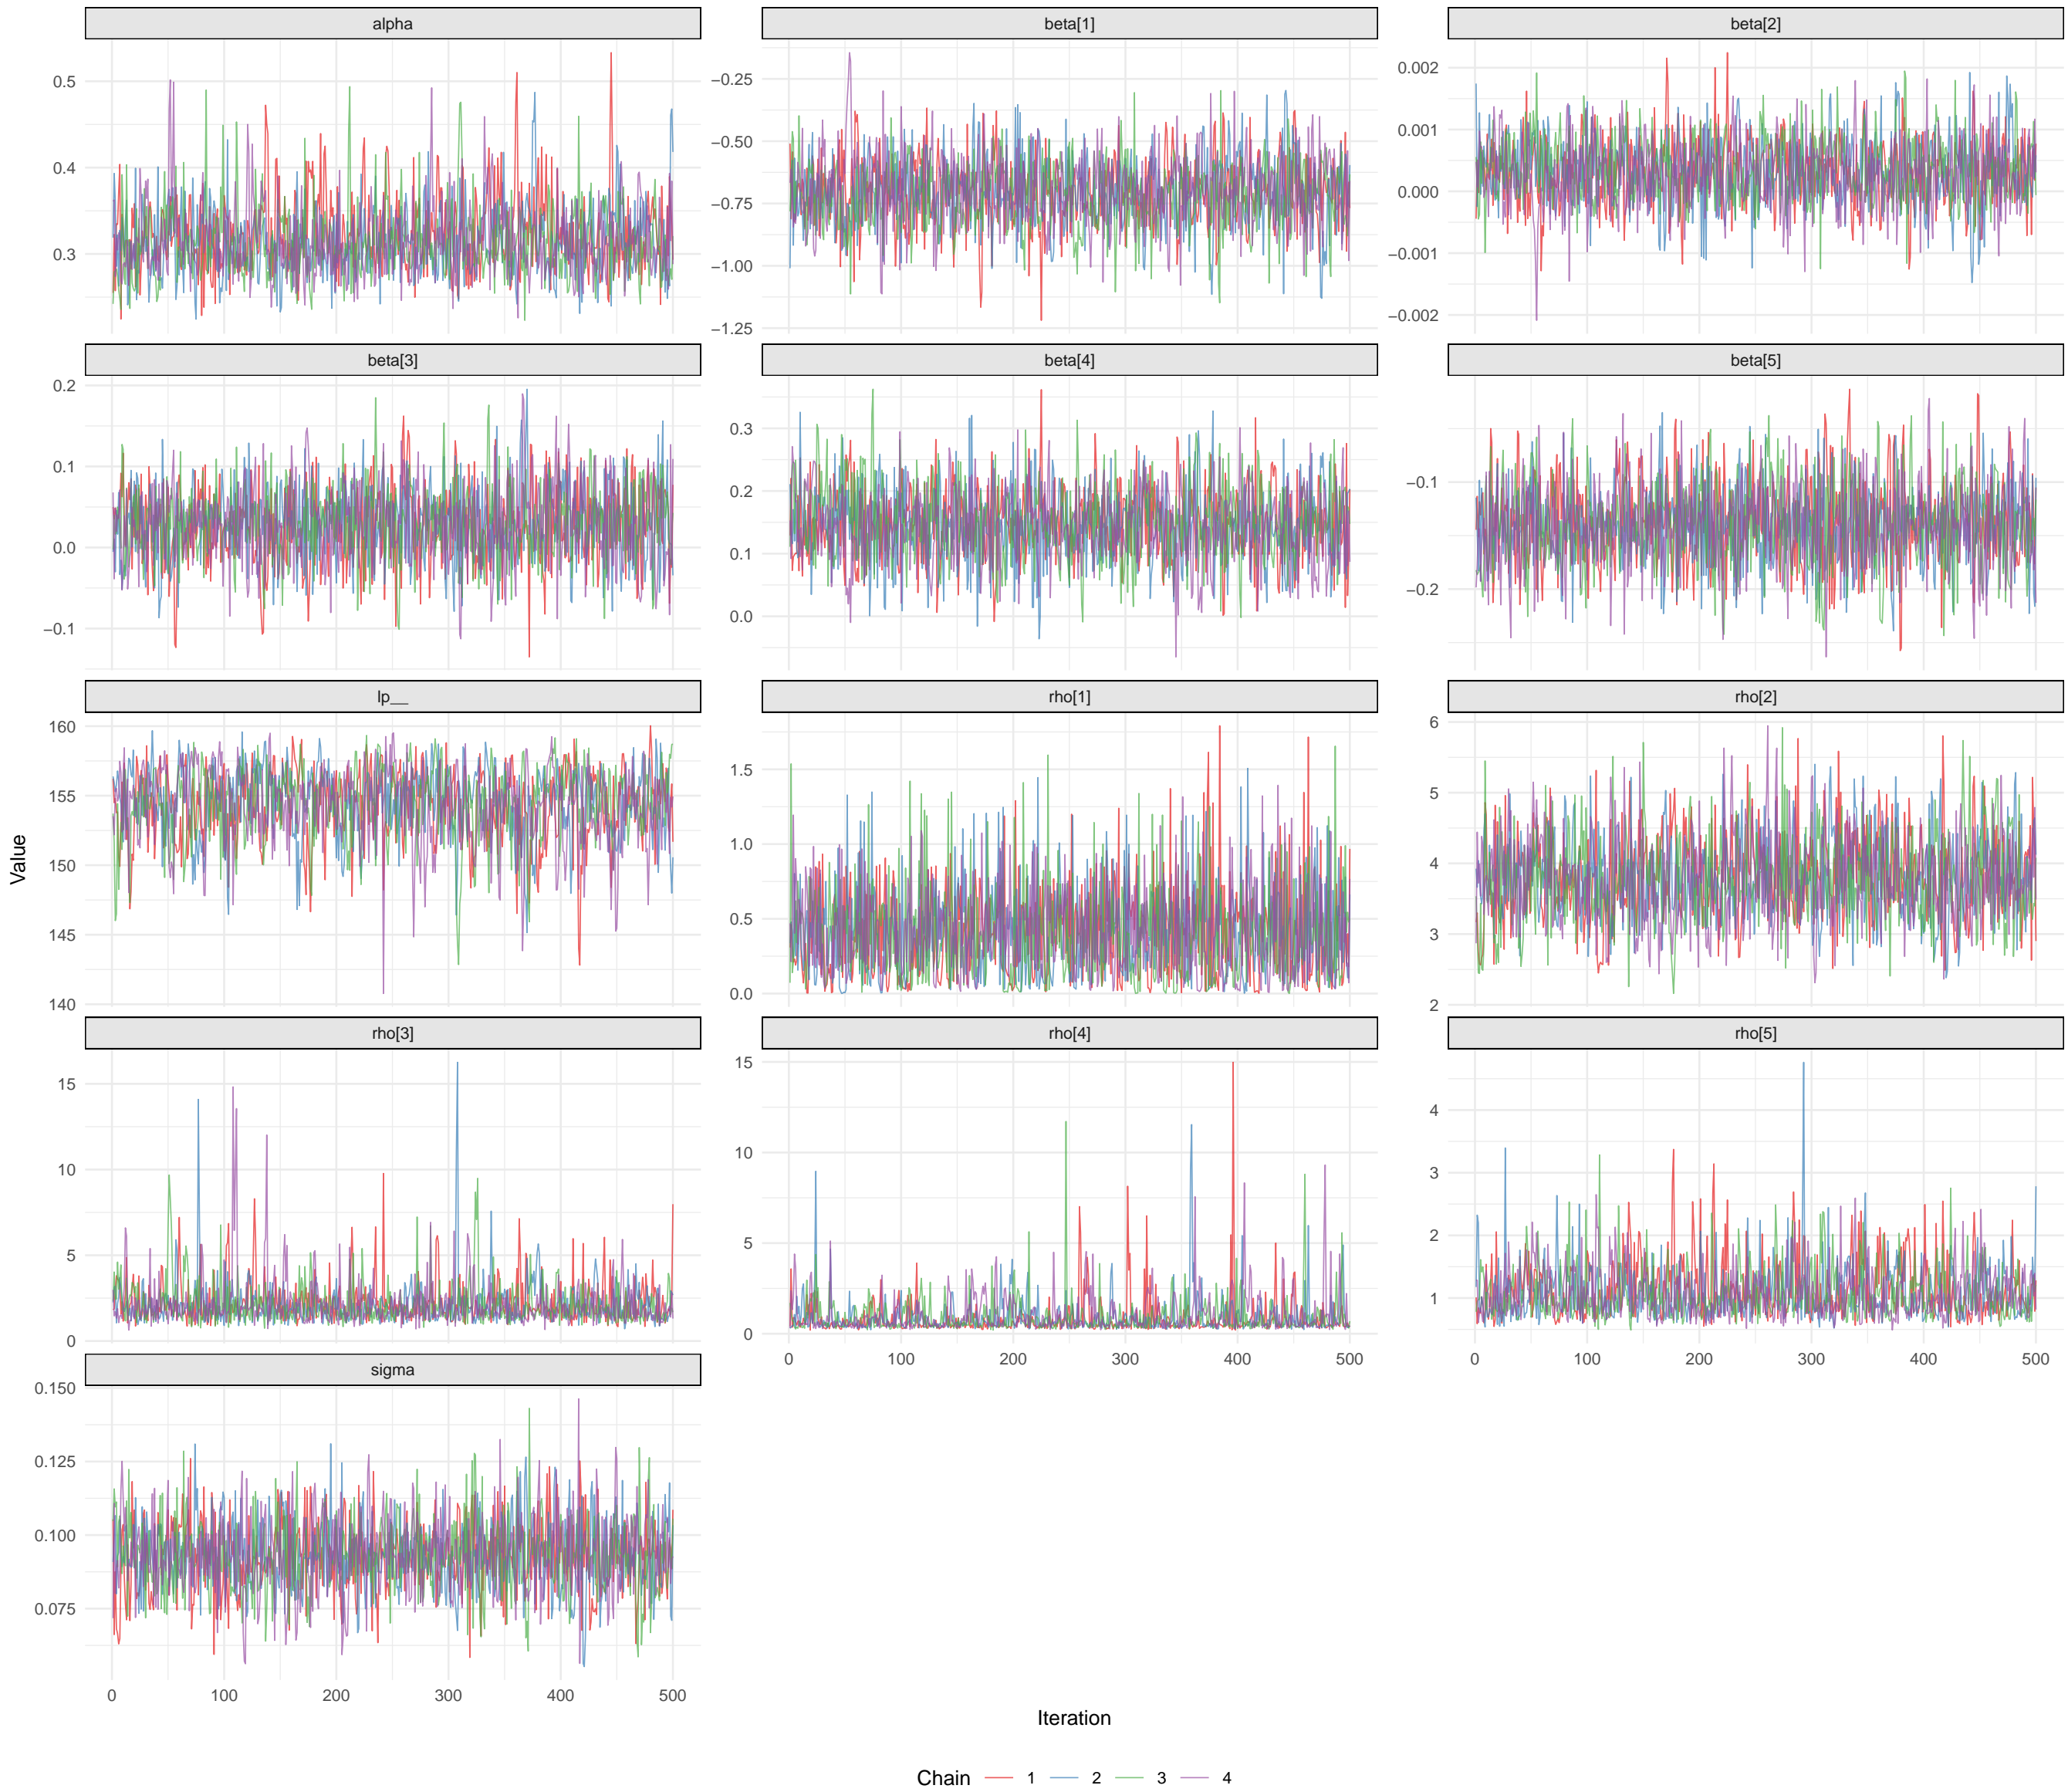 alpha
beta[1]
beta[2]
0.5
0.4
0.3
−0.25
−0.50
−0.75
−1.00
−1.25
0.002
0.001
0.000
−0.001
−0.002
beta[3]
beta[4]
beta[5]
0.2
0.1
0.0
−0.1
0.3
0.2
0.1
0.0
−0.1
−0.2
lp__
rho[1]
rho[2]
160
155
150
145
140
1.5
1.0
0.5
0.0
6
5
4
3
2
rho[3]
rho[4]
rho[5]
15
10
5
0
15
10
5
0
4
3
2
1
0 100 200 300 400 500
0 100 200 300 400 500
sigma
0.150
0.125
0.100
0.075
0 100 200 300 400 500
Value
Iteration
Chain 1 2 3 4